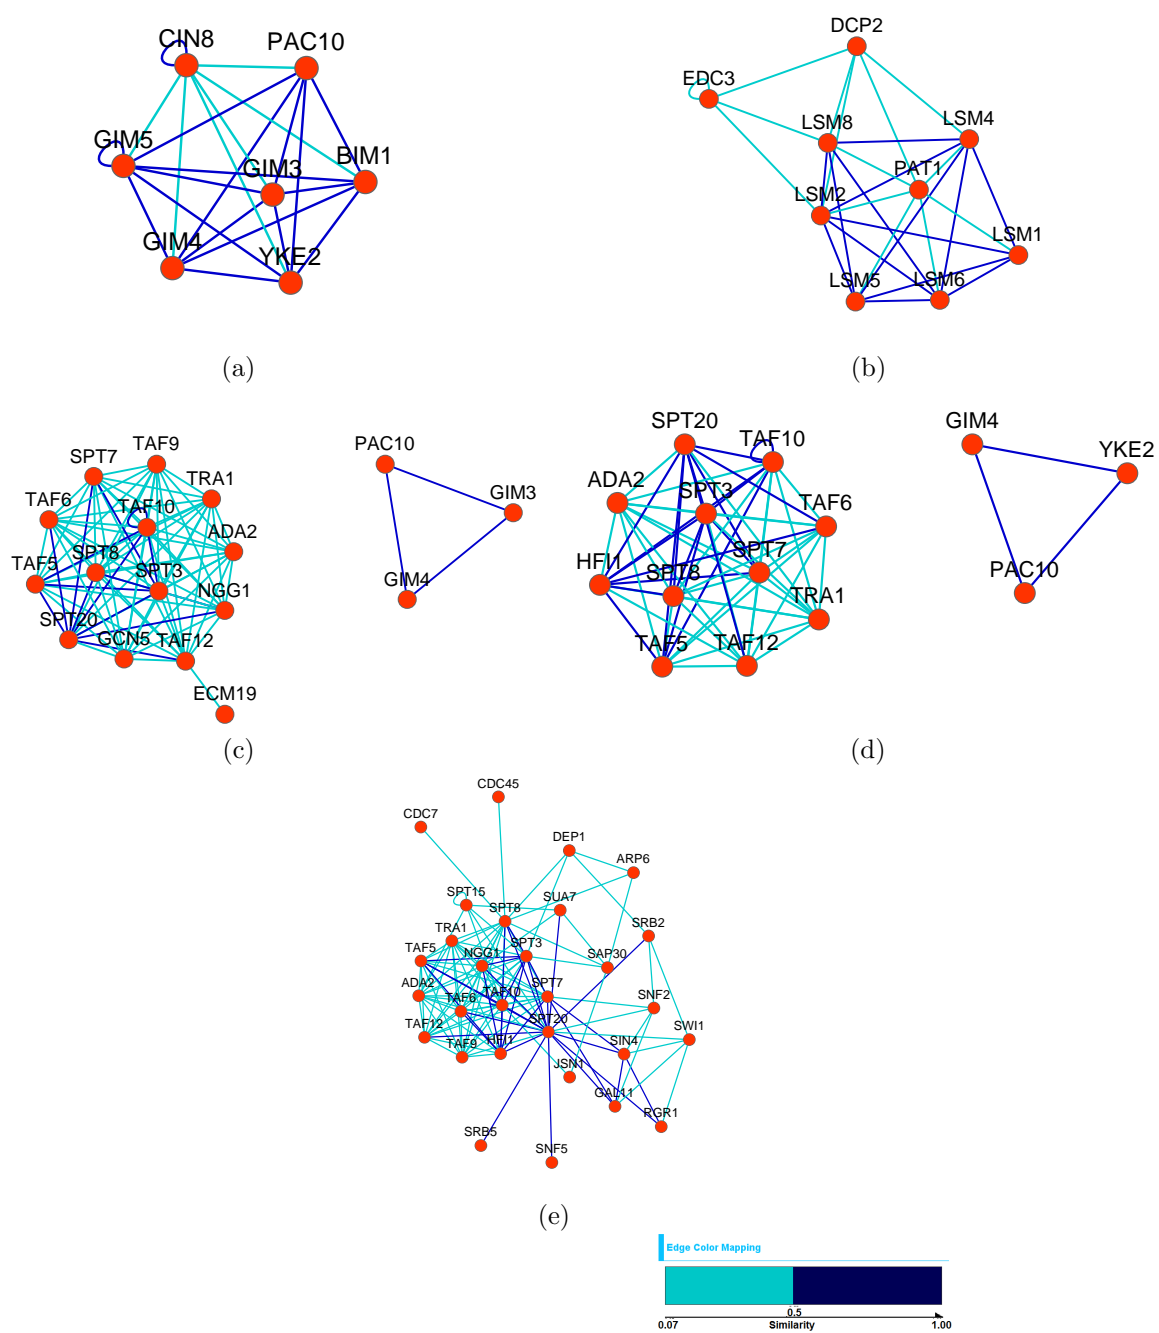 CIN8
PAC10
GIM5
GIM3
BIM1
GIM4
YKE2
(a)
DCP2
EDC3
LSM8
LSM4
PAT1
LSM2
LSM1
LSM5
LSM6
(b)
TAF9
SPT7
TRA1
TAF6
TAF10
ADA2
SPT8
TAF5
SPT3
NGG1
SPT20
GCN5
TAF12
ECM19
PAC10
GIM3
GIM4
(c)
SPT20
TAF10
ADA2
SPT3
TAF6
SPT7
HFI1
SPT8
TRA1
TAF5
TAF12
GIM4
YKE2
PAC10
(d)
CDC45
CDC7
DEP1
ARP6
SPT15
SUA7
SPT8
SRB2
TRA1
SPT3
TAF5
NGG1
SAP30
ADA2
SPT7
TAF6
TAF10
SNF2
SPT20
TAF12
SWI1
HFI1
SIN4
TAF9
JSN1
GAL11
RGR1
SRB5
SNF5
(e)
Edge Color Mapping
0.5
0.07 Similarity 1.00